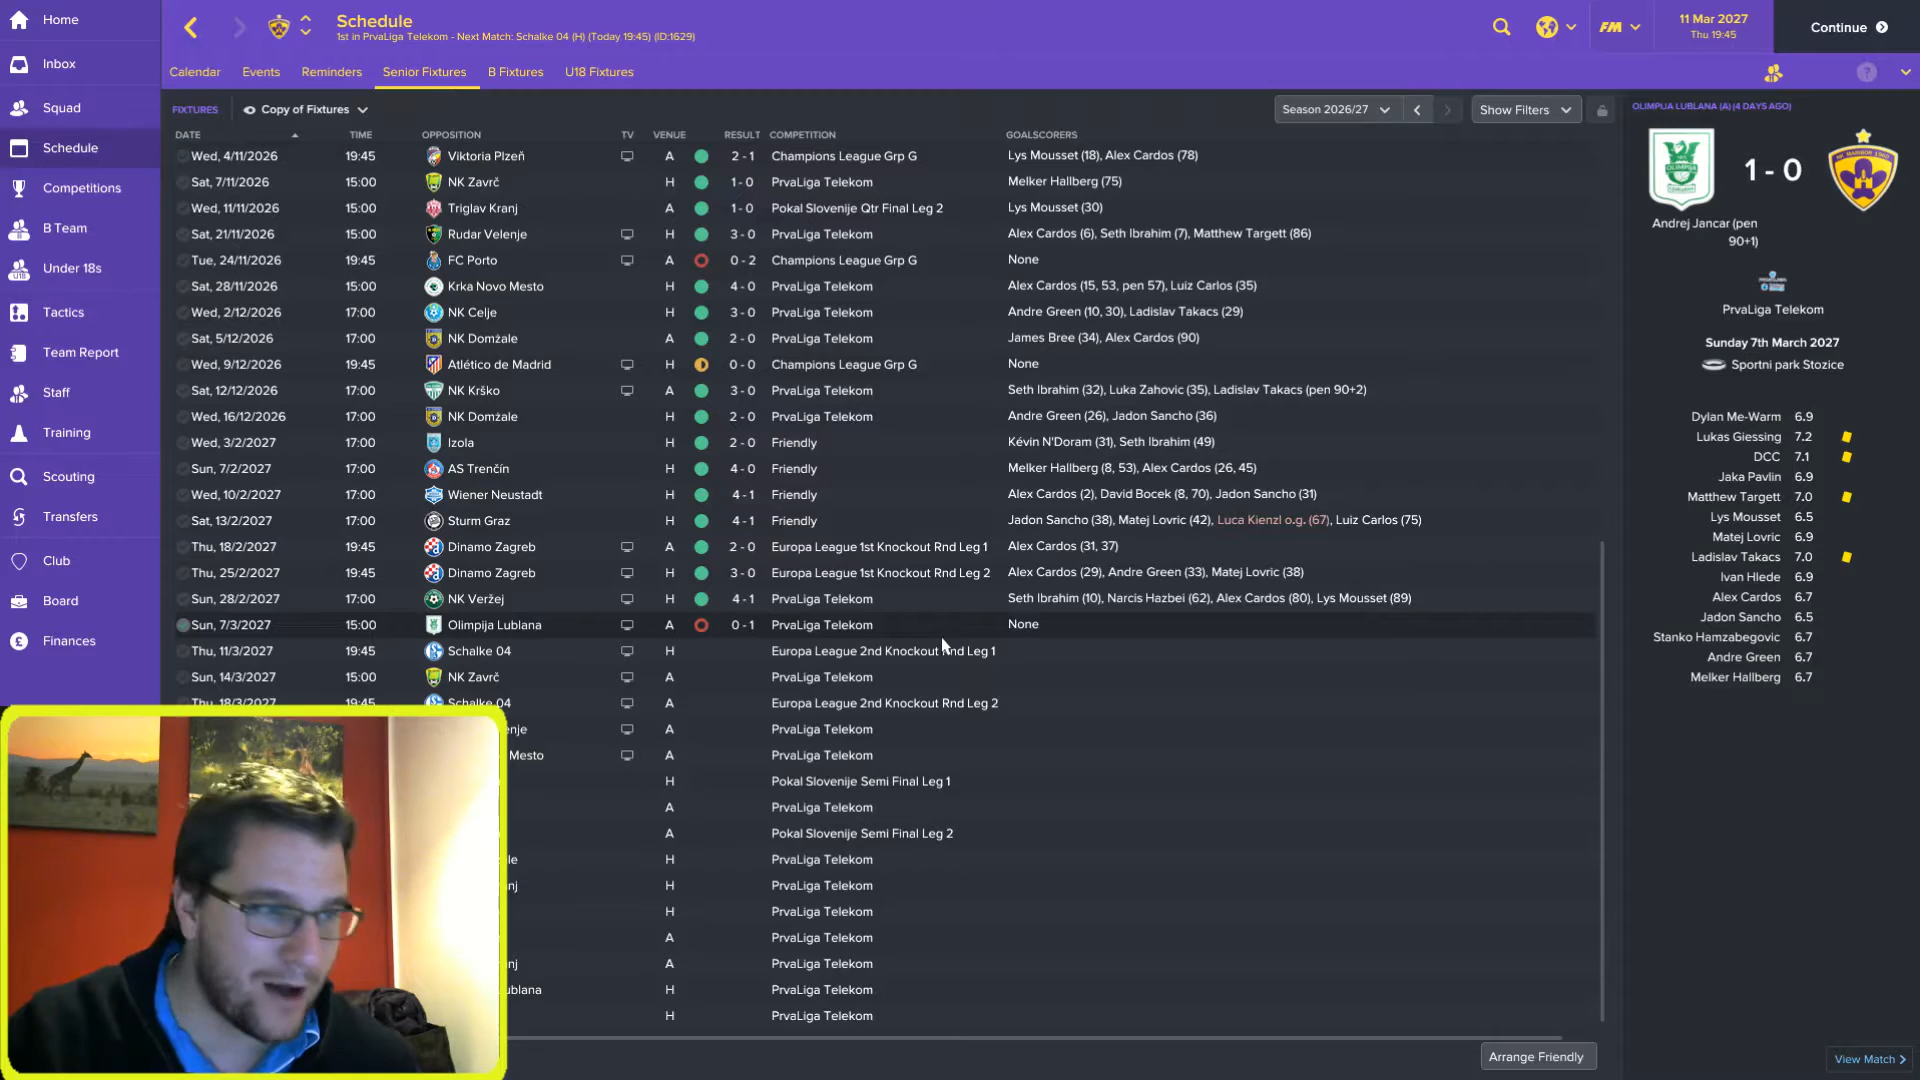 Home
Inbox
Squad
Schedule
Competitions
B Team
Under 18s
Tactics
Team Report
Staff
Training
Scouting
Transfers
Club
Board
Finances
Schedule
1st in PrvaLiga Telekom - Next Match: Schalke 04 (H) (Today 19:45) (ID:1629)
FM
11 Mar 2027
Thu 19:45
Continue
Calendar Events Reminders Senior Fixtures B Fixtures U18 Fixtures
FIXTURES Copy of Fixtures Season 2026/27 Show Filters
DATE TIME OPPOSITION TV VENUE RESULT COMPETITION GOALSCORERS
Wed, 4/11/2026 19:45 Viktoria Plzeň A 2 - 1 Champions League Grp G Lys Mousset (18), Alex Cardos (78)
Sat, 7/11/2026 15:00 NK Zavrč H 1 - 0 PrvaLiga Telekom Melker Hallberg (75)
Wed, 11/11/2026 15:00 Triglav Kranj A 1 - 0 Pokal Slovenije Qtr Final Leg 2 Lys Mousset (30)
Sat, 21/11/2026 15:00 Rudar Velenje H 3 - 0 PrvaLiga Telekom Alex Cardos (6), Seth Ibrahim (7), Matthew Targett (86)
Tue, 24/11/2026 19:45 FC Porto A 0 - 2 Champions League Grp G None
Sat, 28/11/2026 15:00 Krka Novo Mesto H 4 - 0 PrvaLiga Telekom Alex Cardos (15, 53, pen 57), Luiz Carlos (35)
Wed, 2/12/2026 17:00 NK Celje H 3 - 0 PrvaLiga Telekom Andre Green (10, 30), Ladislav Takacs (29)
Sat, 5/12/2026 17:00 NK Domžale A 2 - 0 PrvaLiga Telekom James Bree (34), Alex Cardos (90)
Wed, 9/12/2026 19:45 Atlético de Madrid H 0 - 0 Champions League Grp G None
Sat, 12/12/2026 17:00 NK Krško A 3 - 0 PrvaLiga Telekom Seth Ibrahim (32), Luka Zahovic (35), Ladislav Takacs (pen 90+2)
Wed, 16/12/2026 17:00 NK Domžale H 2 - 0 PrvaLiga Telekom Andre Green (26), Jadon Sancho (36)
Wed, 3/2/2027 17:00 Izola H 2 - 0 Friendly Kévin N'Doram (31), Seth Ibrahim (49)
Sun, 7/2/2027 17:00 AS Trenčín H 4 - 0 Friendly Melker Hallberg (8, 53), Alex Cardos (26, 45)
Wed, 10/2/2027 17:00 Wiener Neustadt H 4 - 1 Friendly Alex Cardos (2), David Bocek (8, 70), Jadon Sancho (31)
Sat, 13/2/2027 17:00 Sturm Graz H 4 - 1 Friendly Jadon Sancho (38), Matej Lovric (42), Luca Kienzl o.g. (67), Luiz Carlos (75)
Thu, 18/2/2027 19:45 Dinamo Zagreb A 2 - 0 Europa League 1st Knockout Rnd Leg 1 Alex Cardos (31, 37)
Thu, 25/2/2027 19:45 Dinamo Zagreb H 3 - 0 Europa League 1st Knockout Rnd Leg 2 Alex Cardos (29), Andre Green (33), Matej Lovric (38)
Sun, 28/2/2027 17:00 NK Veržej H 4 - 1 PrvaLiga Telekom Seth Ibrahim (10), Narcis Hazbei (62), Alex Cardos (80), Lys Mousset (89)
Sun, 7/3/2027 15:00 Olimpija Lublana A 0 - 1 PrvaLiga Telekom None
Thu, 11/3/2027 19:45 Schalke 04 H Europa League 2nd Knockout Rnd Leg 1
Sun, 14/3/2027 15:00 NK Zavrč A PrvaLiga Telekom
Thu, 18/3/2027 19:45 Schalke 04 A Europa League 2nd Knockout Rnd Leg 2
enje A PrvaLiga Telekom
Mesto A PrvaLiga Telekom
H Pokal Slovenije Semi Final Leg 1
A PrvaLiga Telekom
A Pokal Slovenije Semi Final Leg 2
le H PrvaLiga Telekom
nj H PrvaLiga Telekom
H PrvaLiga Telekom
A PrvaLiga Telekom
nj A PrvaLiga Telekom
ublana H PrvaLiga Telekom
H PrvaLiga Telekom
Arrange Friendly
OLIMPIJA LUBLANA (A) (4 DAYS AGO)
1 - 0
Andrej Jancar (pen
90+1)
PrvaLiga Telekom
Sunday 7th March 2027
Sportni park Stozice
Dylan Me-Warm 6.9
Lukas Giessing 7.2
DCC 7.1
Jaka Pavlin 6.9
Matthew Targett 7.0
Lys Mousset 6.5
Matej Lovric 6.9
Ladislav Takacs 7.0
Ivan Hlede 6.9
Alex Cardos 6.7
Jadon Sancho 6.5
Stanko Hamzabegovic 6.7
Andre Green 6.7
Melker Hallberg 6.7
View Match